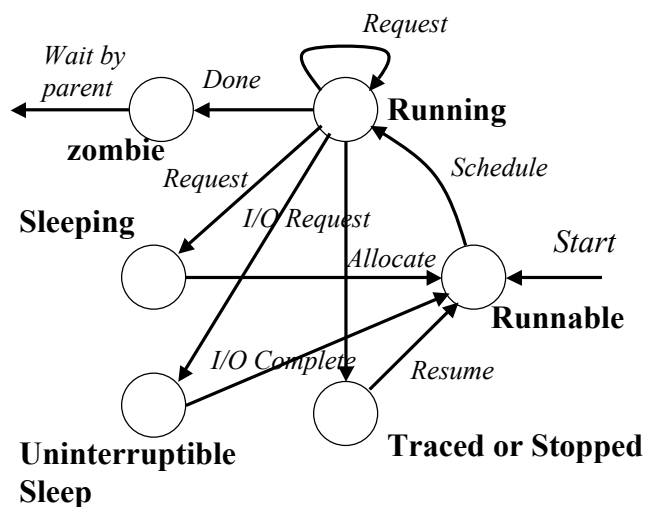 Request
Wait by
parent
Done
Running
zombie
Schedule
Request
Sleeping
I/O Request
Start
Allocate
Runnable
I/O Complete
Resume
Uninterruptible
Sleep
Traced or Stopped